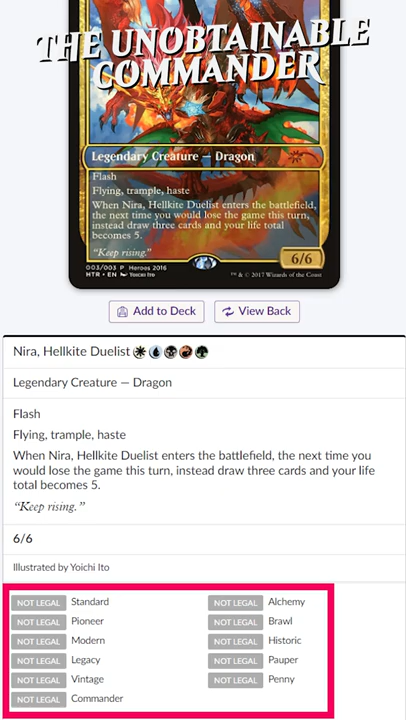 THE UNOBTAINABLE
COMMANDER
Legendary Creature — Dragon
Flash
Flying, trample, haste
When Nira, Hellkite Duelist enters the battlefield,
the next time you would lose the game this turn,
instead draw three cards and your life total
becomes 5.
“Keep rising.”
6/6
003/003 P Heroes 2016
HTR • EN Yoichi Ito
™ & © 2017 Wizards of the Coast
Add to Deck
View Back
Nira, Hellkite Duelist
Legendary Creature — Dragon
Flash
Flying, trample, haste
When Nira, Hellkite Duelist enters the battlefield, the next time you
would lose the game this turn, instead draw three cards and your life
total becomes 5.
“Keep rising.”
6/6
Illustrated by Yoichi Ito
NOT LEGAL Standard NOT LEGAL Alchemy
NOT LEGAL Pioneer NOT LEGAL Brawl
NOT LEGAL Modern NOT LEGAL Historic
NOT LEGAL Legacy NOT LEGAL Pauper
NOT LEGAL Vintage NOT LEGAL Penny
NOT LEGAL Commander